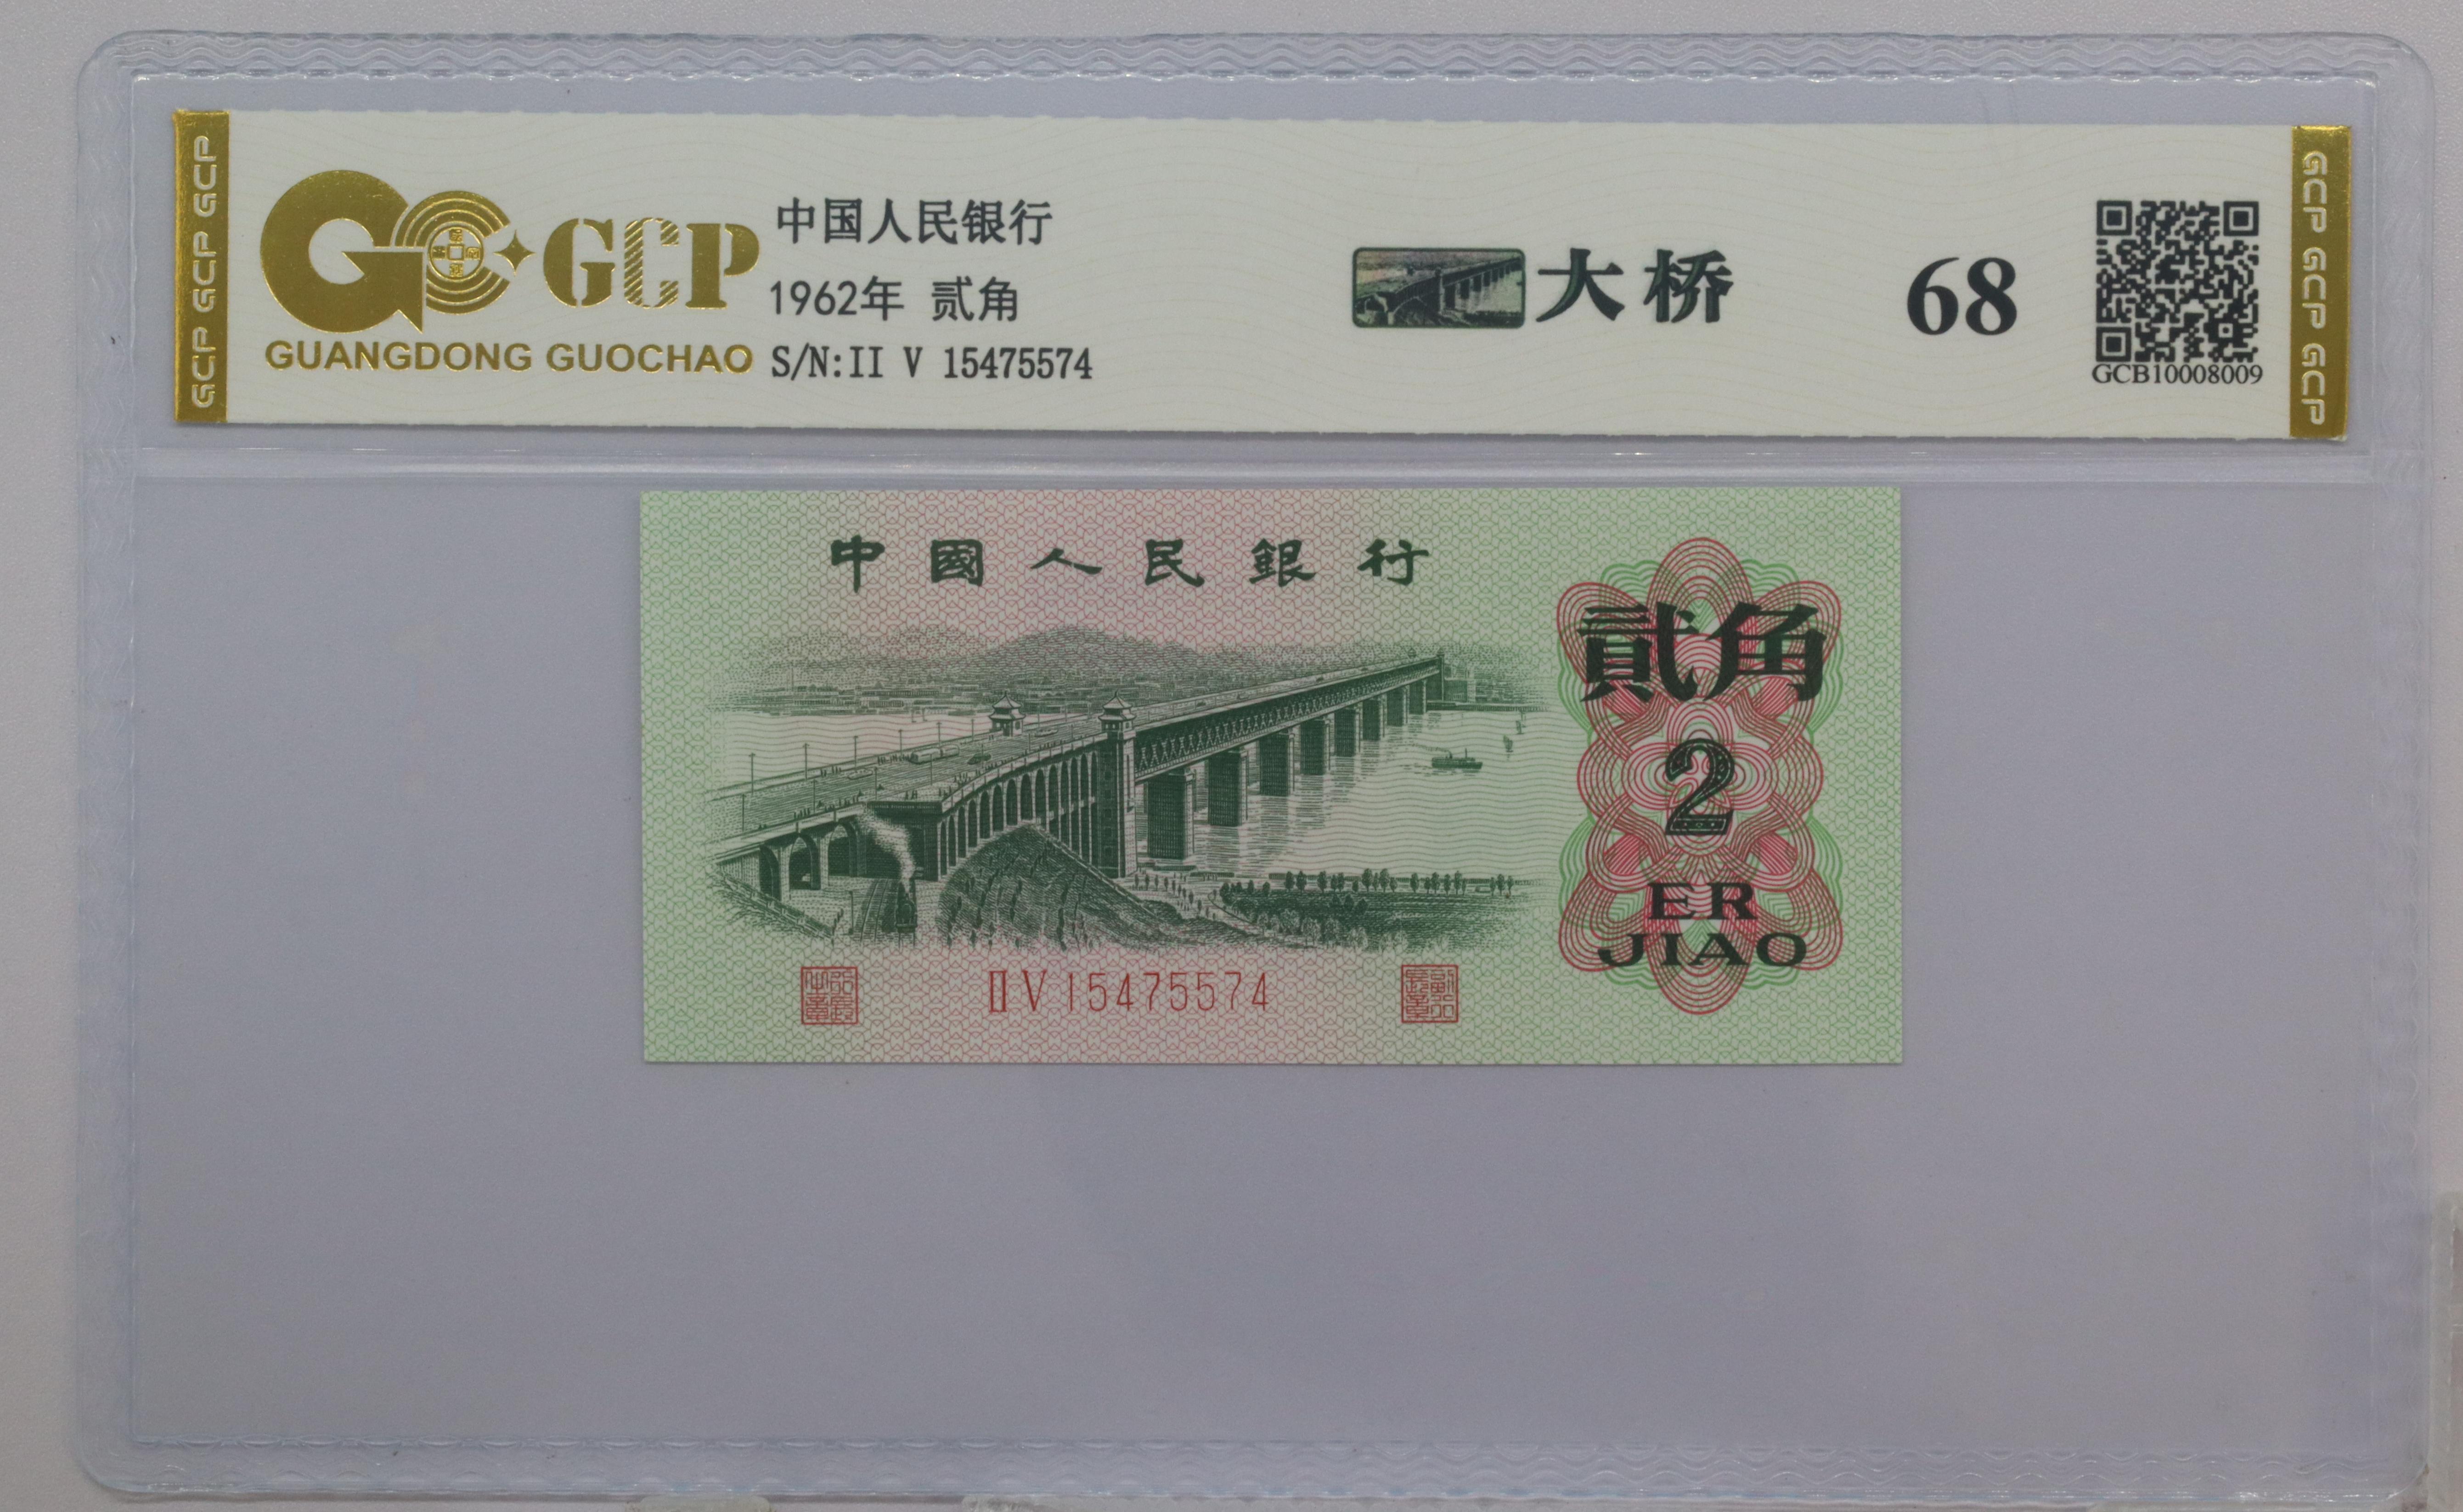 GCP GCP GCP
GCP
GUANGDONG GUOCHAO
中国人民银行
1962年 贰角
S/N:II V 15475574
大桥
68
GCB10008009
GCP GCP GCP
中國人民銀行
貳角
2
ER
JIAO
ⅡV15475574